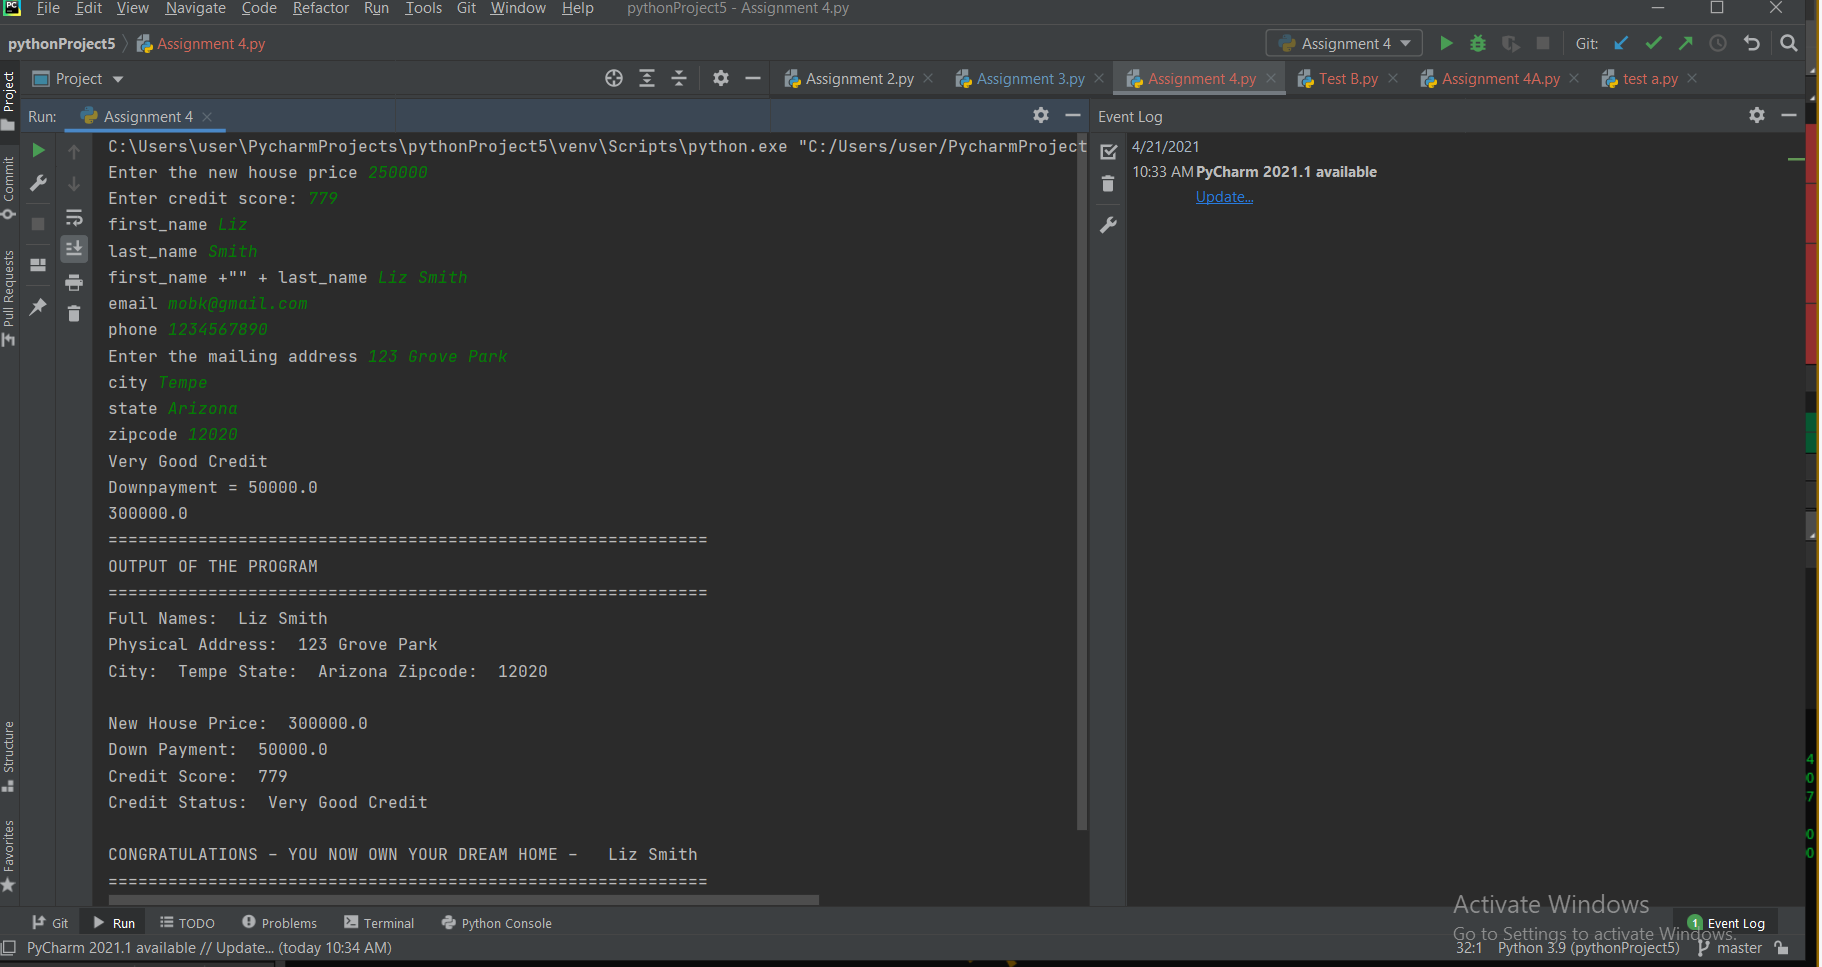 PC File Edit View Navigate Code Refactor Run Tools Git Window Help pythonProject5 - Assignment 4.py
pythonProject5 Assignment 4.py Assignment 4 Git:
Project Assignment 2.py Assignment 3.py Assignment 4.py Test B.py Assignment 4A.py test a.py
Run: Assignment 4 Event Log
Project
Commit
Pull Requests
Structure
Favorites
C:\Users\user\PycharmProjects\pythonProject5\venv\Scripts\python.exe "C:/Users/user/PycharmProject
Enter the new house price 250000
Enter credit score: 779
first_name Liz
last_name Smith
first_name +"" + last_name Liz Smith
email mobk@gmail.com
phone 1234567890
Enter the mailing address 123 Grove Park
city Tempe
state Arizona
zipcode 12020
Very Good Credit
Downpayment = 50000.0
300000.0
============================================================
OUTPUT OF THE PROGRAM
============================================================
Full Names:  Liz Smith
Physical Address:  123 Grove Park
City:  Tempe State:  Arizona Zipcode:  12020
New House Price:  300000.0
Down Payment:  50000.0
Credit Score:  779
Credit Status:  Very Good Credit
CONGRATULATIONS - YOU NOW OWN YOUR DREAM HOME -   Liz Smith
============================================================
4/21/2021
10:33 AM PyCharm 2021.1 available
Update...
Activate Windows
Go to Settings to activate Windows.
Git Run TODO Problems Terminal Python Console 1 Event Log
PyCharm 2021.1 available // Update... (today 10:34 AM) 32:1 Python 3.9 (pythonProject5) master